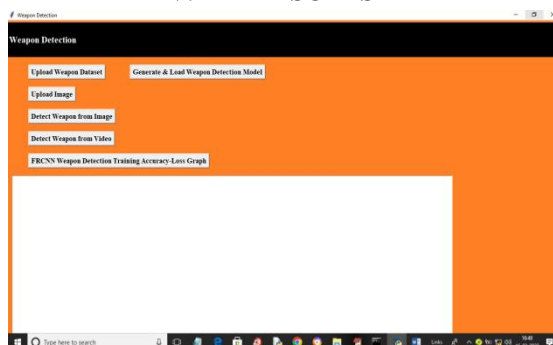 Weapon Detection
Weapon Detection
Upload Weapon Dataset
Generate & Load Weapon Detection Model
Upload Image
Detect Weapon from Image
Detect Weapon from Video
FRCNN Weapon Detection Training Accuracy-Loss Graph
Type here to search
Links